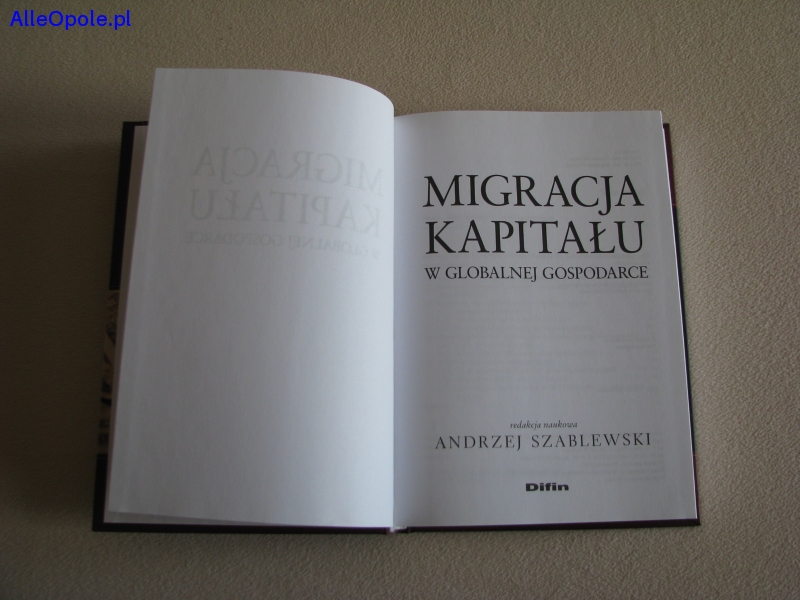 AlleOpole.pl
MIGRACJA
KAPITAŁU
W GLOBALNEJ GOSPODARCE
redakcja naukowa
ANDRZEJ SZABLEWSKI
Difin